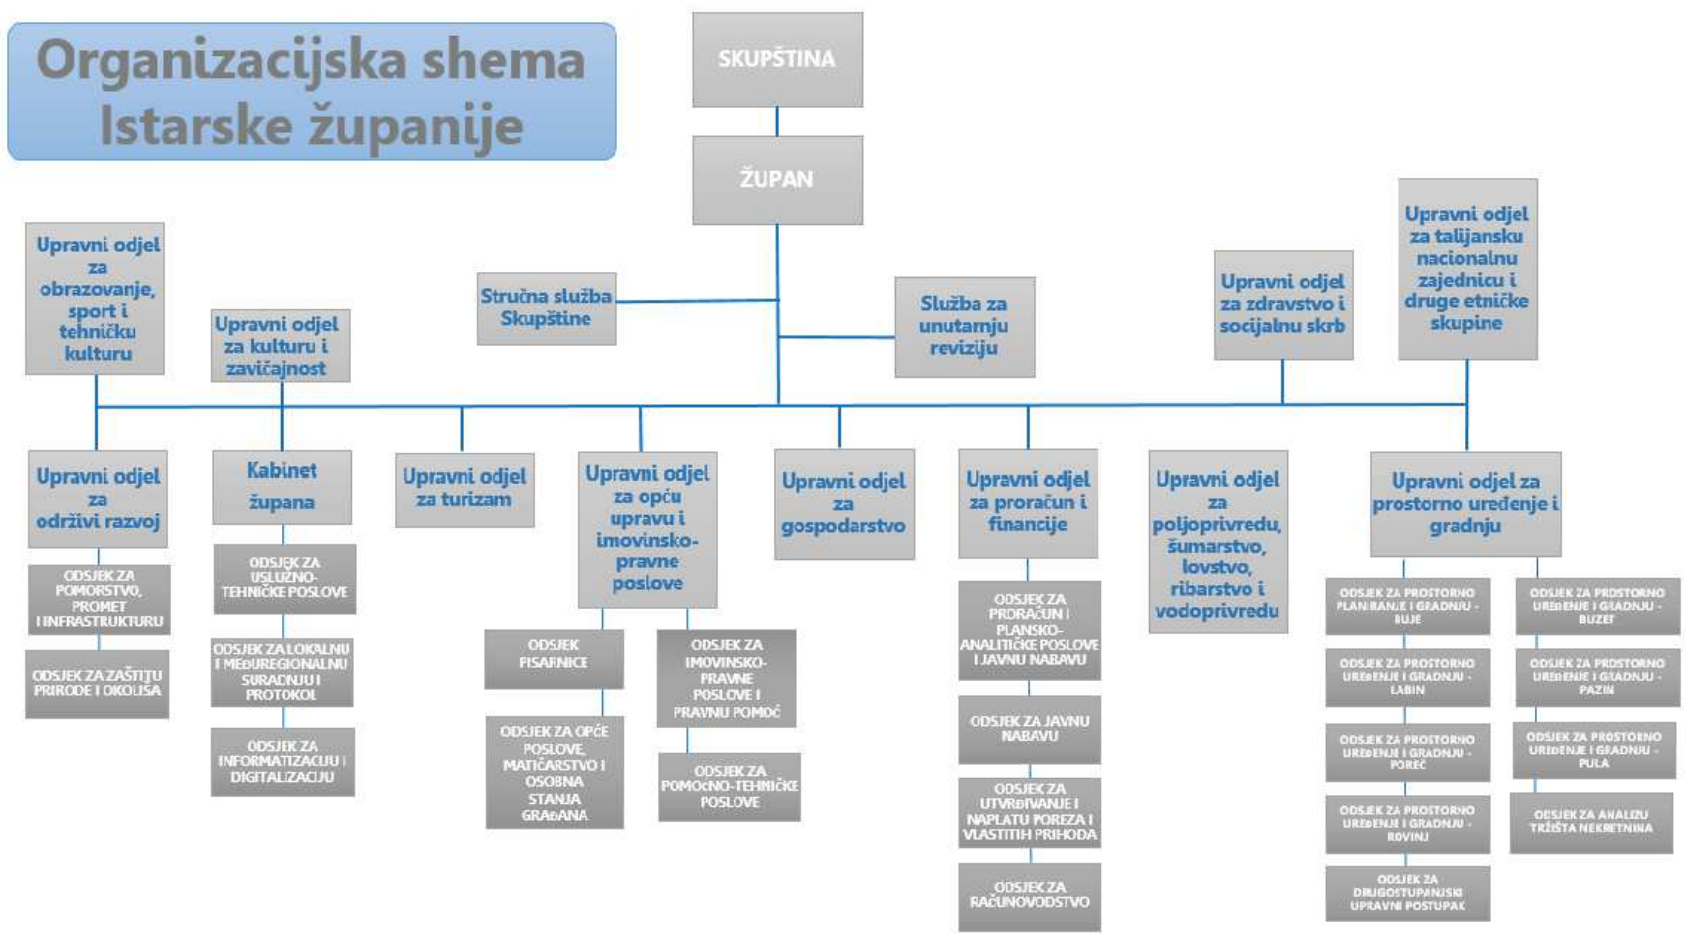 Organizacijska shema
Istarske županije
SKUPŠTINA
ŽUPAN
Upravni odjel
za
obrazovanje,
sport i
tehničku
kulturu
Upravni odjel
za kulturu i
zavičajnost
Stručna služba
Skupštine
Služba za
unutarnju
reviziju
Upravni odjel
za zdravstvo i
socijalnu skrb
Upravni odjel
za talijansku
nacionalnu
zajednicu i
druge etničke
skupine
Upravni odjel
za
održivi razvoj
Kabinet
župana
Upravni odjel
za turizam
Upravni odjel
za opću
upravu i
imovinsko-
pravne
poslove
Upravni odjel
za
gospodarstvo
Upravni odjel
za proračun i
financije
Upravni odjel
za
poljoprivredu,
šumarstvo,
lovstvo,
ribarstvo i
vodoprivredu
Upravni odjel za
prostorno uređenje i
gradnju
ODSJEK ZA
POMORSTVO,
PROMET
I INFRASTRUKTURU
ODSJEK ZA ZAŠTITU
PRIRODE I OKOLIŠA
ODSJEK ZA
USLUŽNO-
TEHNIČKE POSLOVE
ODSJEK ZA LOKALNU
I MEĐUREGIONALNU
SURADNJU I
PROTOKOL
ODSJEK ZA
INFORMATIZACIJU I
DIGITALIZACIJU
ODSJEK
PISARNICE
ODSJEK ZA OPĆE
POSLOVE,
MATIČARSTVO I
OSOBNA
STANJA
GRAĐANA
ODSJEK ZA
IMOVINSKO-
PRAVNE
POSLOVE I
PRAVNU POMOĆ
ODSJEK ZA
POMOĆNO-TEHNIČKE
POSLOVE
ODSJEK ZA
PRORAČUN I
PLANSKO-
ANALITIČKE POSLOVE
I JAVNU NABAVU
ODSJEK ZA JAVNU
NABAVU
ODSJEK ZA
UTVRĐIVANJE I
NAPLATU POREZA I
VLASTITIH PRIHODA
ODSJEK ZA
RAČUNOVODSTVO
ODSJEK ZA PROSTORNO
PLANIRANJE I GRADNJU -
BUJE
ODSJEK ZA PROSTORNO
UREĐENJE I GRADNJU -
LABIN
ODSJEK ZA PROSTORNO
UREĐENJE I GRADNJU -
POREČ
ODSJEK ZA PROSTORNO
UREĐENJE I GRADNJU -
ROVINJ
ODSJEK ZA
DRUGOSTUPANJSKI
UPRAVNI POSTUPAK
ODSJEK ZA PROSTORNO
UREĐENJE I GRADNJU -
BUZET
ODSJEK ZA PROSTORNO
UREĐENJE I GRADNJU -
PAZIN
ODSJEK ZA PROSTORNO
UREĐENJE I GRADNJU -
PULA
ODSJEK ZA ANALIZU
TRŽIŠTA NEKRETNINA